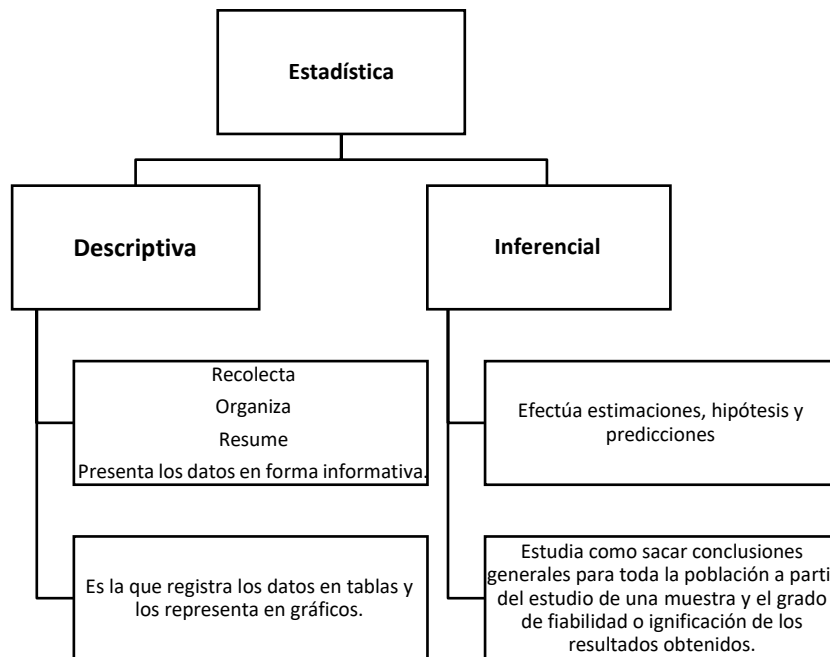 Estadística
Descriptiva
Inferencial
Recolecta
Organiza
Resume
Presenta los datos en forma informativa.
Efectúa estimaciones, hipótesis y
predicciones
Es la que registra los datos en tablas y
los representa en gráficos.
Estudia como sacar conclusiones
generales para toda la población a parti
del estudio de una muestra y el grado
de fiabilidad o ignificación de los
resultados obtenidos.